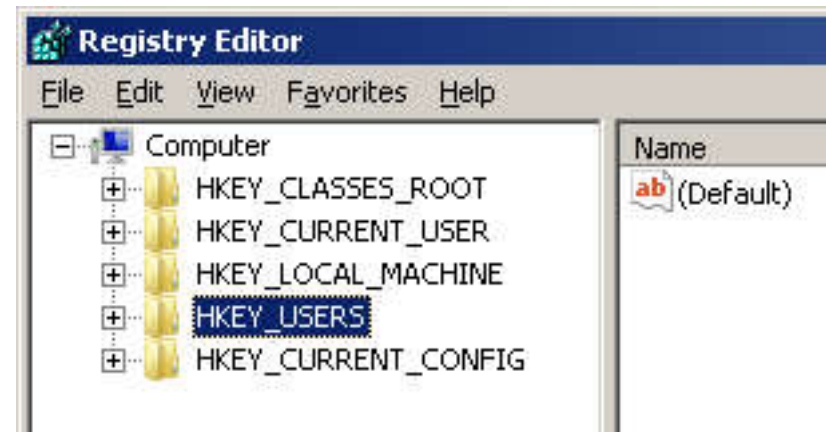 Registry Editor
File Edit View Favorites Help
Computer
HKEY_CLASSES_ROOT
HKEY_CURRENT_USER
HKEY_LOCAL_MACHINE
HKEY_USERS
HKEY_CURRENT_CONFIG
Name
ab (Default)